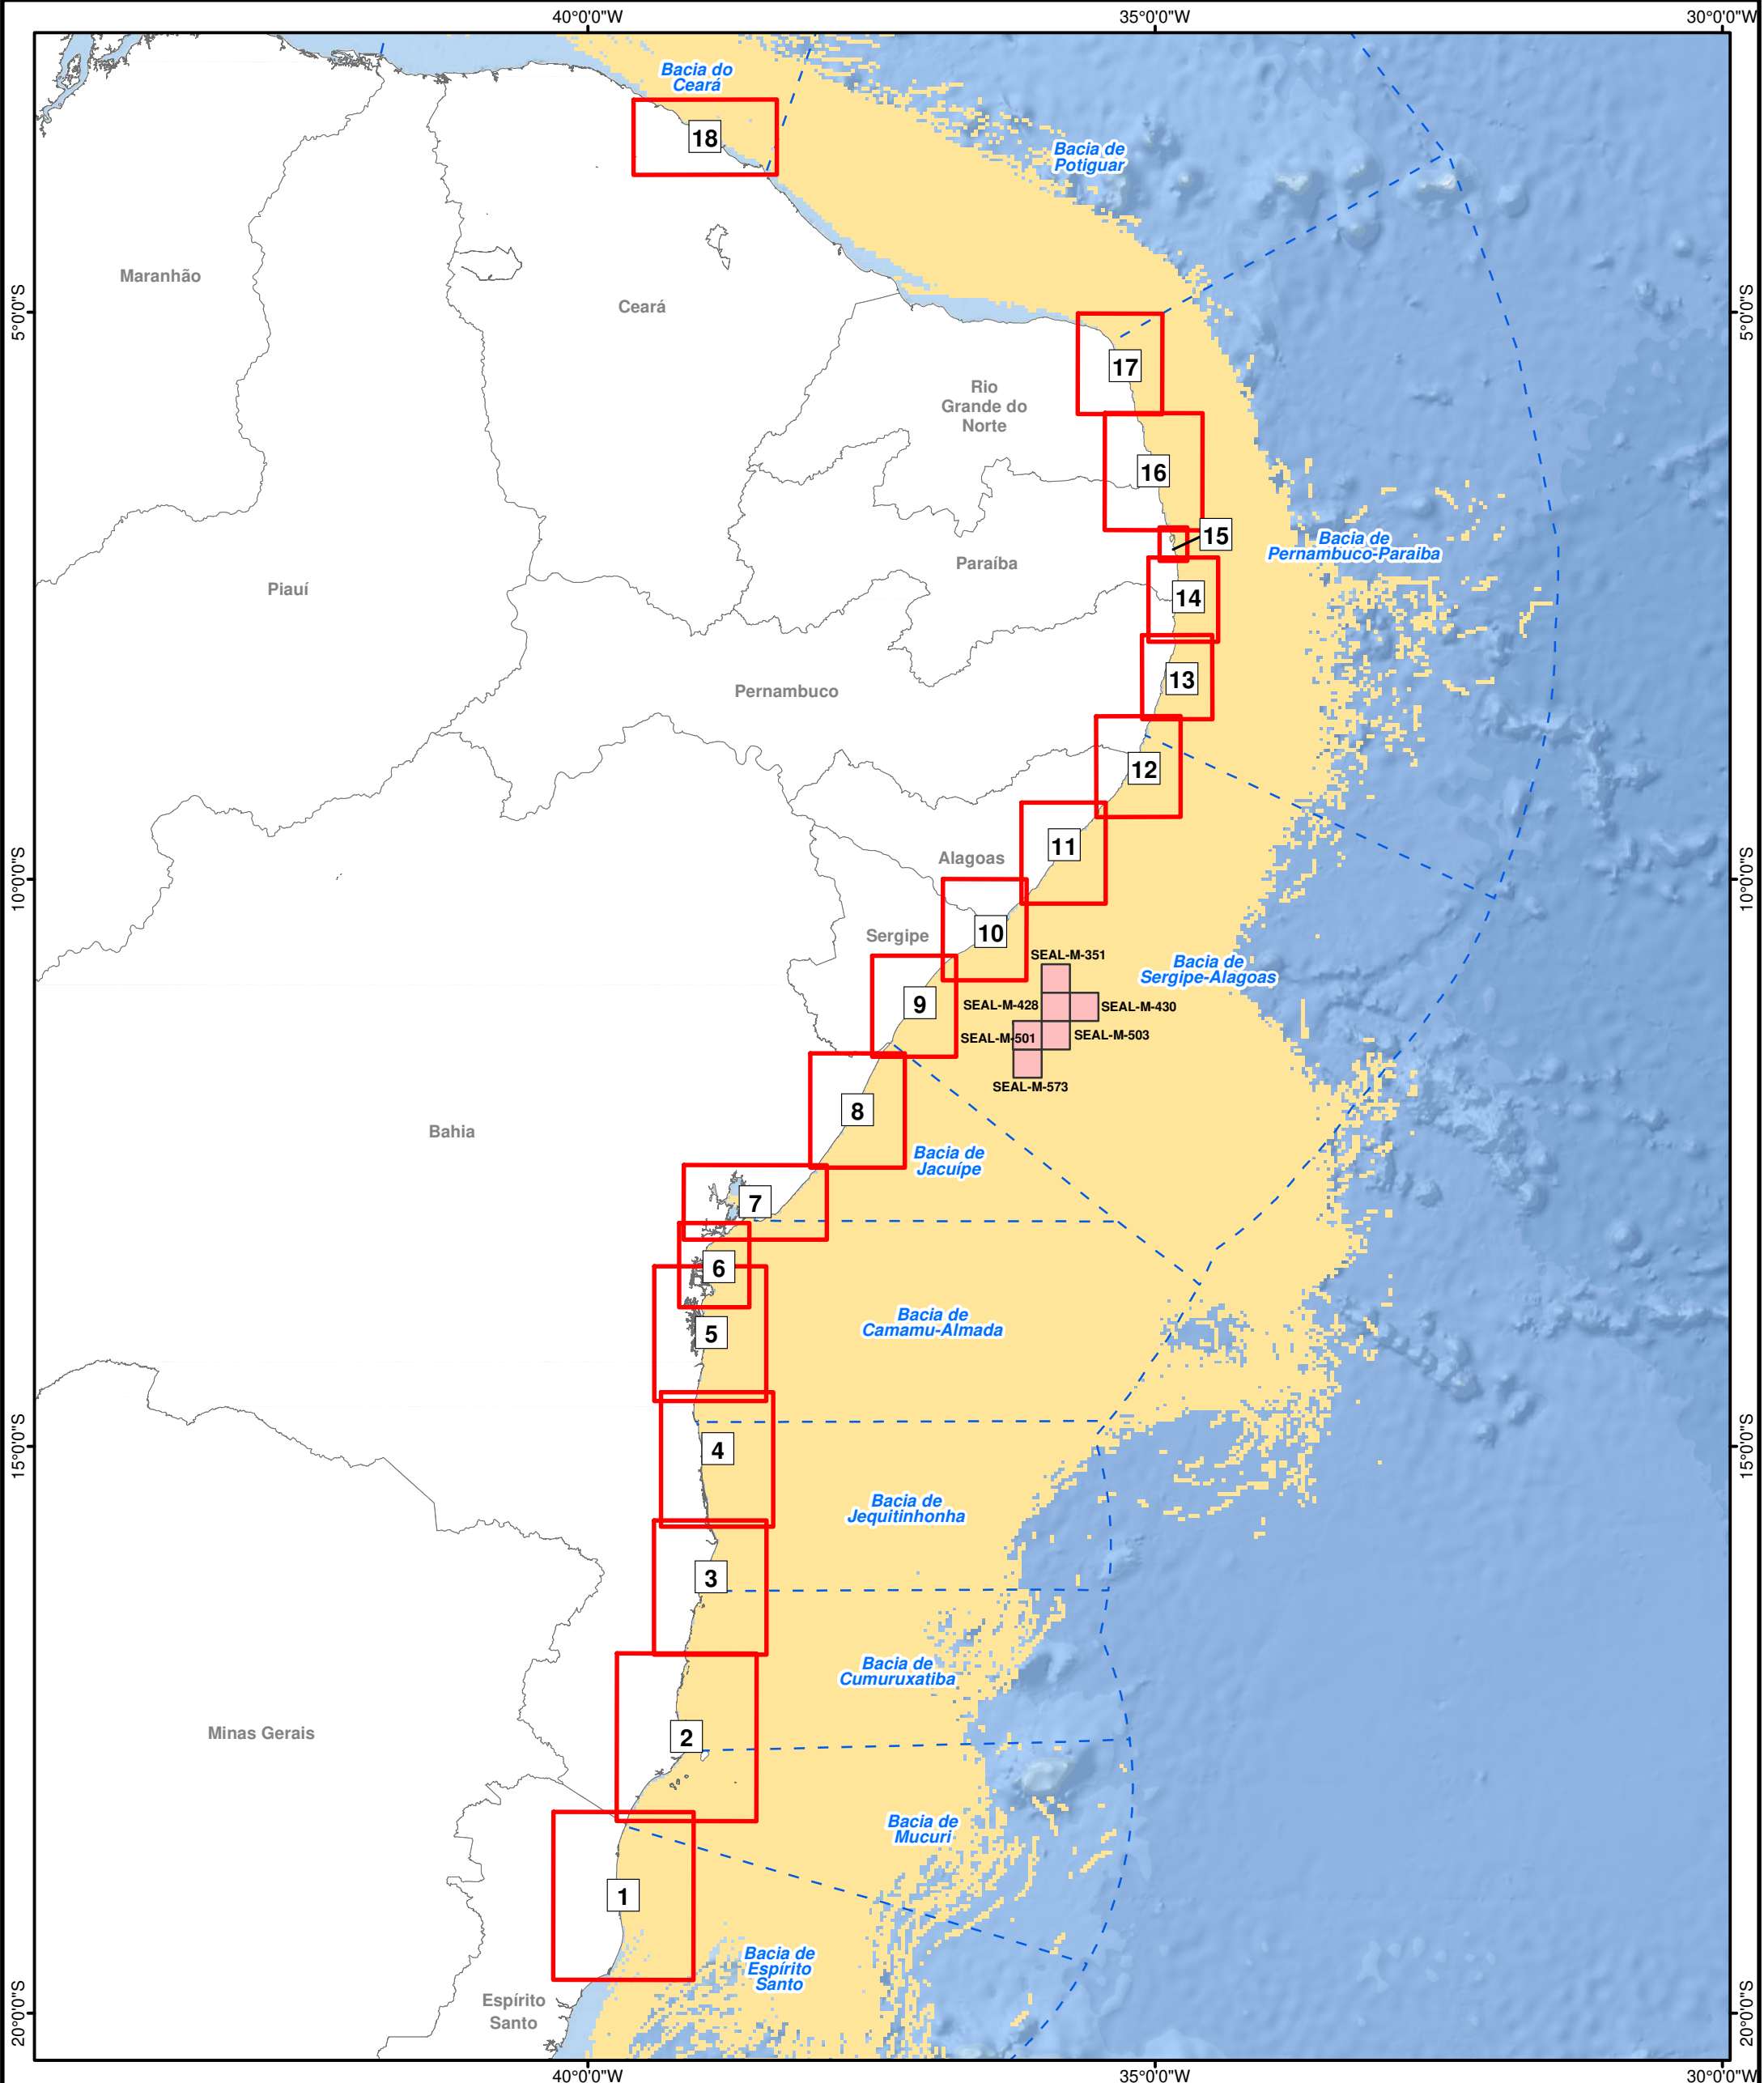 40°0'0"W
35°0'0"W
30°0'0"W
Bacia do
Ceará
18
Bacia de
Potiguar
Maranhão
Ceará
5°0'0"S
5°0'0"S
17
Rio
Grande do
Norte
16
15
Bacia de
Pernambuco-Paraiba
Paraíba
Piauí
14
13
Pernambuco
12
11
Alagoas
10°0'0"S
10°0'0"S
10
Sergipe
SEAL-M-351
Bacia de
Sergipe-Alagoas
9
SEAL-M-428
SEAL-M-430
SEAL-M-501
SEAL-M-503
SEAL-M-573
8
Bahia
Bacia de
Jacuípe
7
6
Bacia de
Camamu-Almada
5
15°0'0"S
15°0'0"S
4
Bacia de
Jequitinhonha
3
Bacia de
Cumuruxatiba
Minas Gerais
2
Bacia de
Mucuri
1
Bacia de
Espírito
Santo
Espírito
Santo
20°0'0"S
20°0'0"S
40°0'0"W
35°0'0"W
30°0'0"W